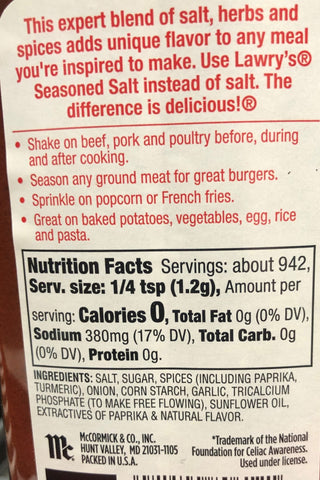 This expert blend of salt, herbs and
spices adds unique flavor to any meal
you're inspired to make. Use Lawry's®
Seasoned Salt instead of salt. The
difference is delicious!®
• Shake on beef, pork and poultry before, during
and after cooking.
• Season any ground meat for great burgers.
• Sprinkle on popcorn or French fries.
• Great on baked potatoes, vegetables, egg, rice
and pasta.
Nutrition Facts Servings: about 942,
Serv. size: 1/4 tsp (1.2g), Amount per
serving: Calories 0, Total Fat 0g (0% DV),
Sodium 380mg (17% DV), Total Carb. 0g
(0% DV), Protein 0g.
INGREDIENTS: SALT, SUGAR, SPICES (INCLUDING PAPRIKA,
TURMERIC), ONION, CORN STARCH, GARLIC, TRICALCIUM
PHOSPHATE (TO MAKE FREE FLOWING), SUNFLOWER OIL,
EXTRACTIVES OF PAPRIKA & NATURAL FLAVOR.
Mc
McCORMICK & CO., INC.
HUNT VALLEY, MD 21031-1105
PACKED IN U.S.A.
*Trademark of the National
Foundation for Celiac Awareness.
Used under license.